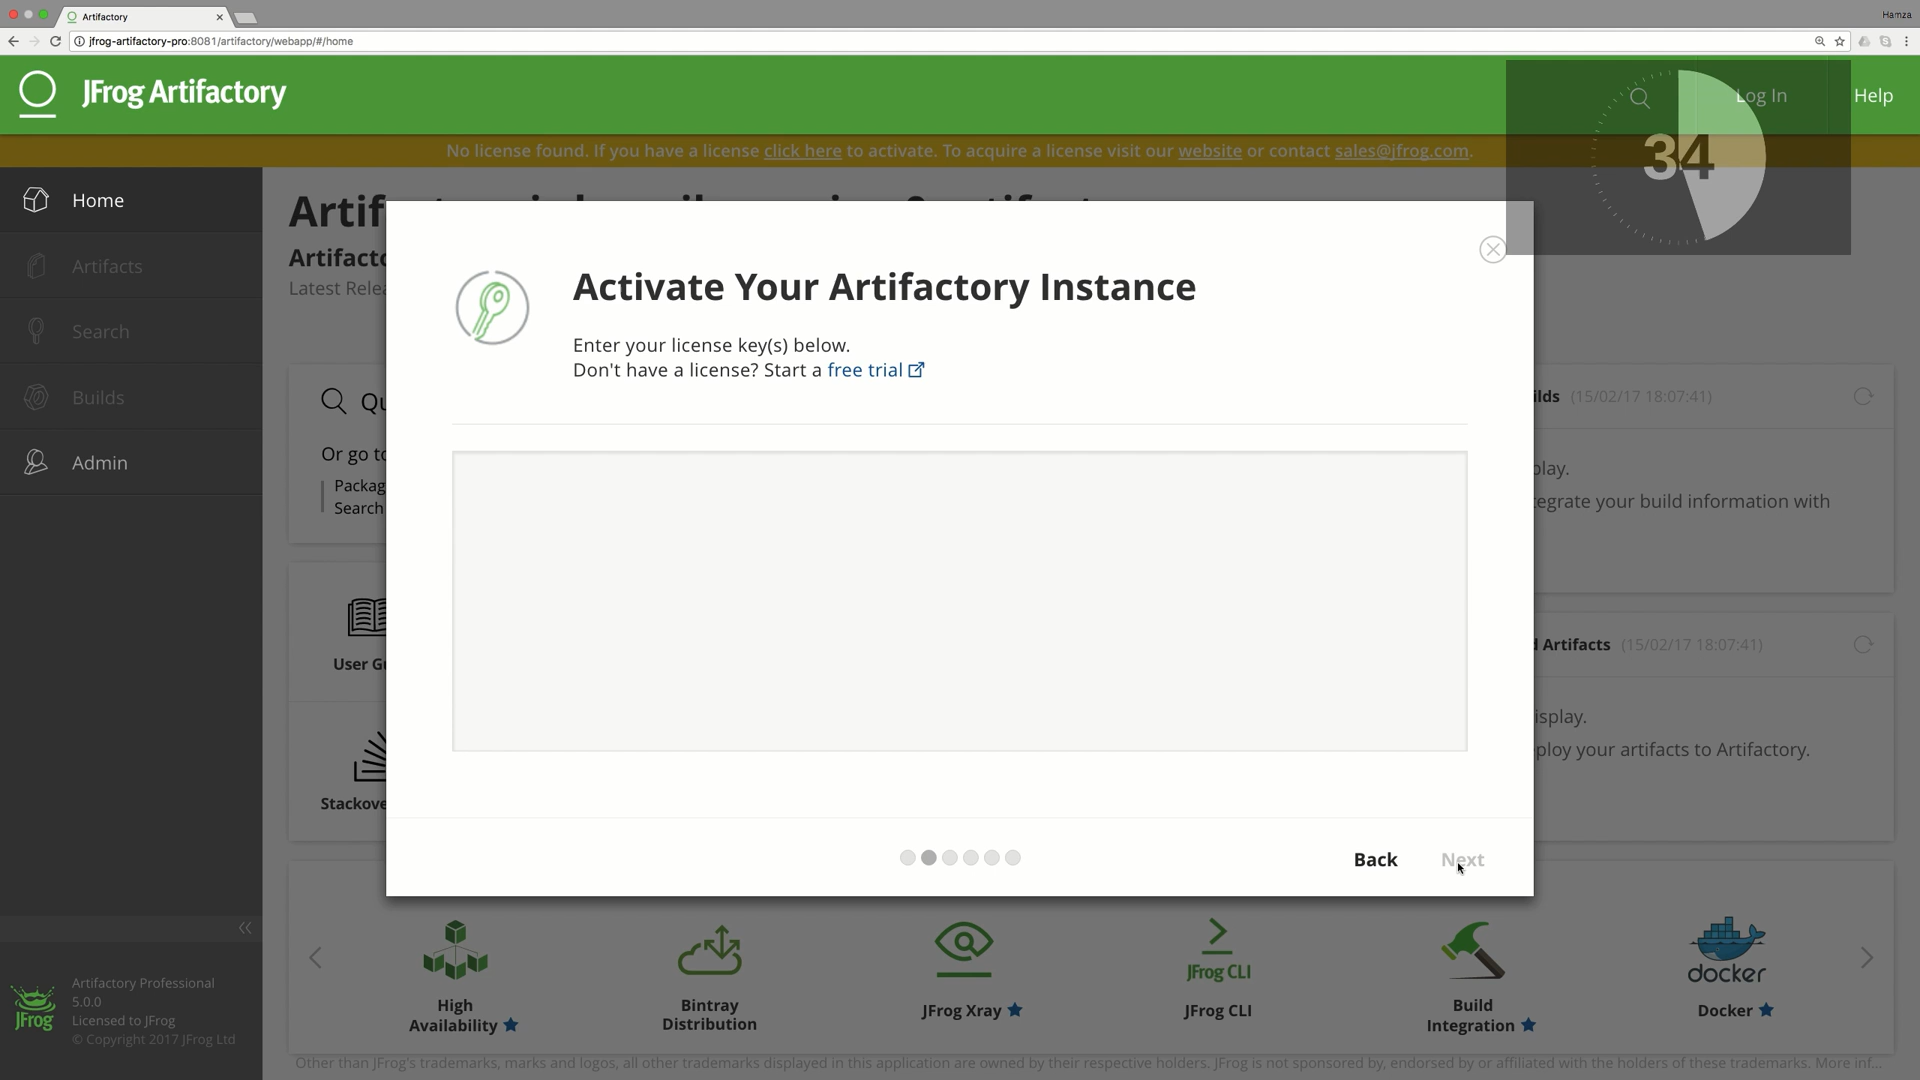 Artifactory
Hamza
jfrog-artifactory-pro:8081/artifactory/webapp/#/home
JFrog Artifactory
Log In
Help
34
No license found. If you have a license click here to activate. To acquire a license visit our website or contact sales@jfrog.com.
Home
Artifacts
Search
Builds
Admin
Artif
Artifacto
Latest Relea
Activate Your Artifactory Instance
Enter your license key(s) below.
Don't have a license? Start a free trial
Qu
Or go to
Packag
Search
ilds (15/02/17 18:07:41)
play.
tegrate your build information with
User Gu
Stackove
d Artifacts (15/02/17 18:07:41)
isplay.
ploy your artifacts to Artifactory.
Back
Next
High
Availability
Bintray
Distribution
JFrog Xray
JFrog CLI
JFrog CLI
Build
Integration
docker
Docker
JFrog
Artifactory Professional
5.0.0
Licensed to JFrog
© Copyright 2017 JFrog Ltd
Other than JFrog's trademarks, marks and logos, all other trademarks displayed in this application are owned by their respective holders. JFrog is not sponsored by, endorsed by or affiliated with the holders of these trademarks. More inf...